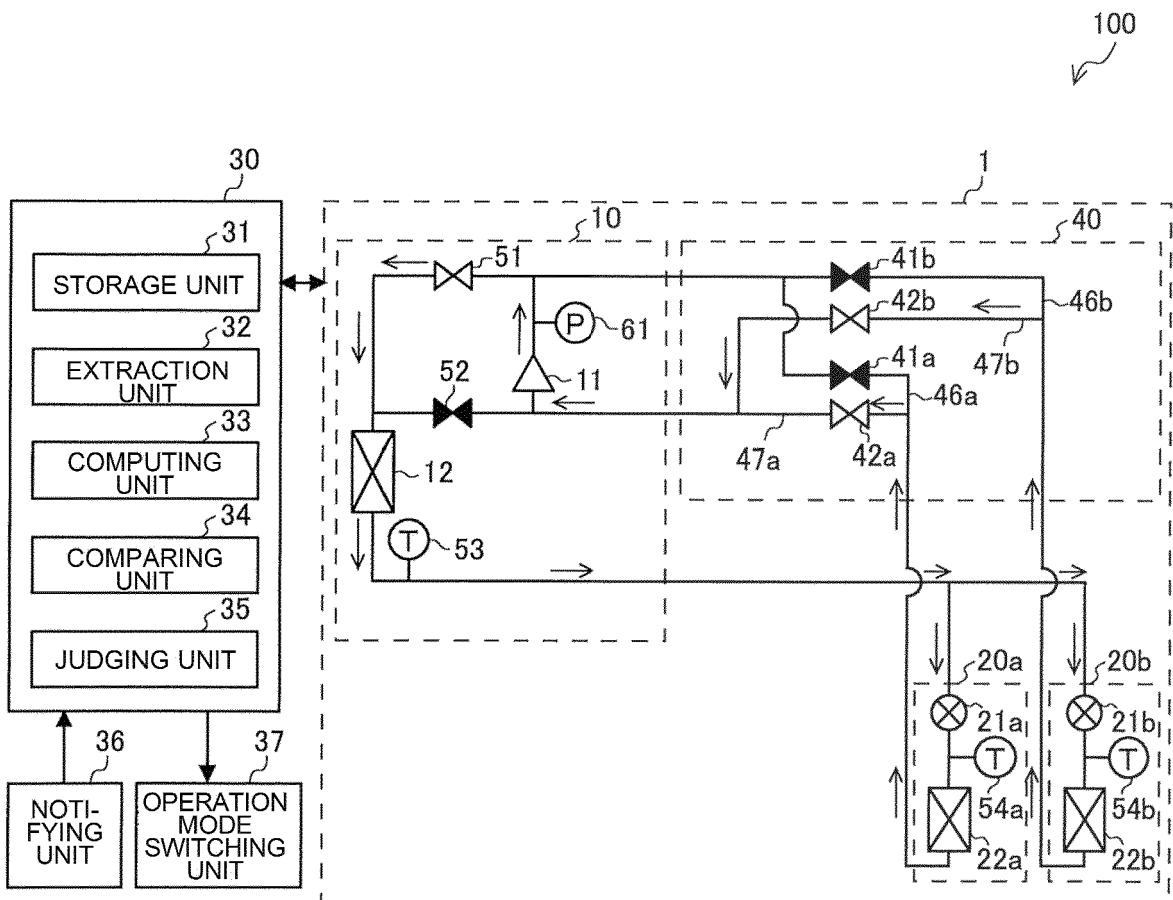 100
30
31
STORAGE UNIT
32
EXTRACTION UNIT
33
COMPUTING
UNIT
34
COMPARING
UNIT
35
JUDGING UNIT
36
NOTI-
FYING
UNIT
37
OPERATION
MODE
SWITCHING
UNIT
1
10
40
51
41b
42b
46b
P
61
47b
41a
11
52
46a
12
47a
42a
T
53
20a
20b
21a
21b
T
T
54a
54b
22a
22b